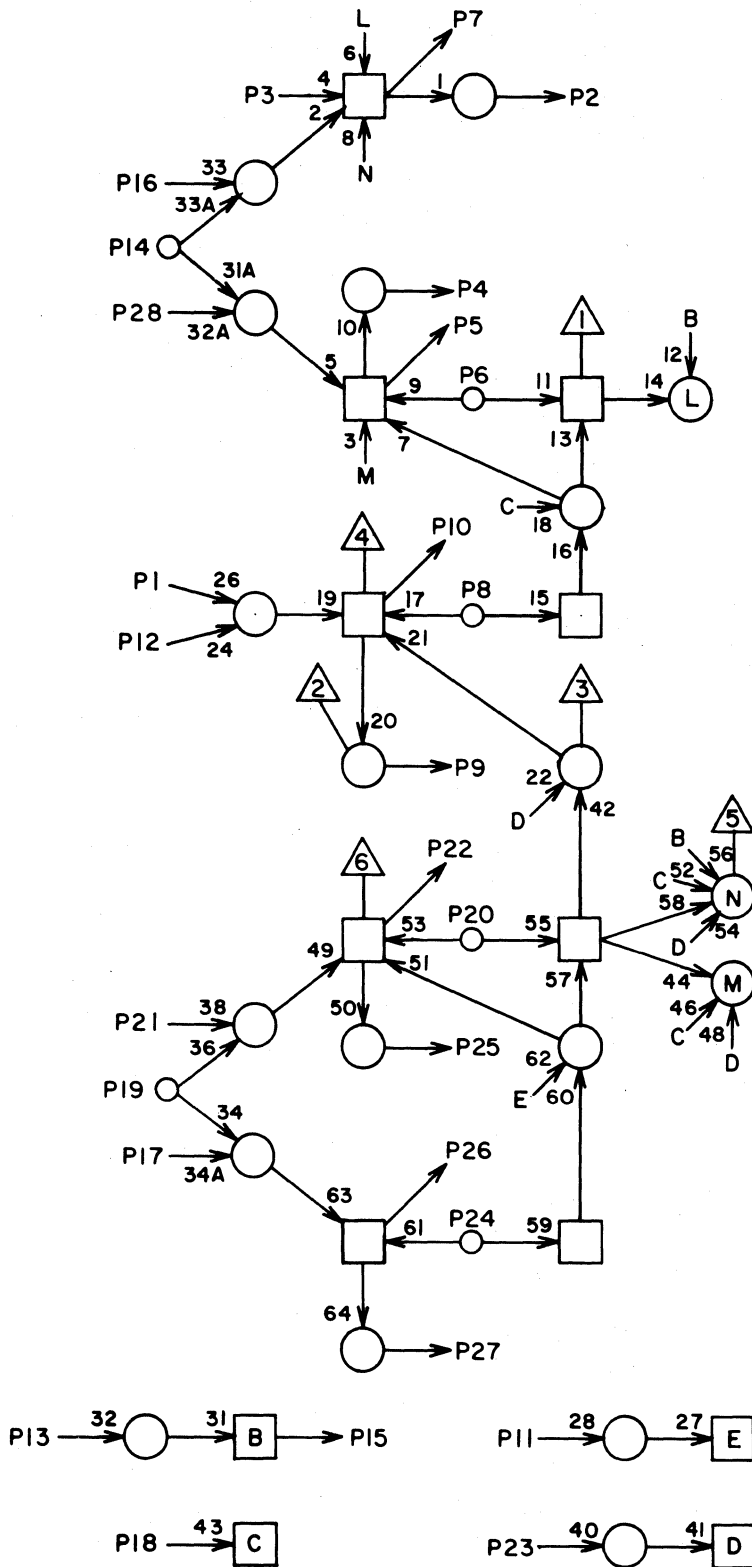 L P7
6
P3 4 1 P2
2
8
N
P16 33
33A
P14
31A
P28 32A
P4
10 P5
5 9 P6 11 1 14 B
12
L
3 7 13
M
C 18
16
4 P10
P1 26 19 17 P8 15
P12 24 21
2 3
20
P9 22
D 42
5
6 P22 B 56
C 52 N
49 53 P20 55 58
51 57 D 54
44 M
P21 38 50 46
36 P25 62 C 48
P19 E 60 D
34
P17 34A P26
63 61 P24 59
64
P27
P13 32 31 B P15 P11 28 27 E
P18 43 C P23 40 41 D